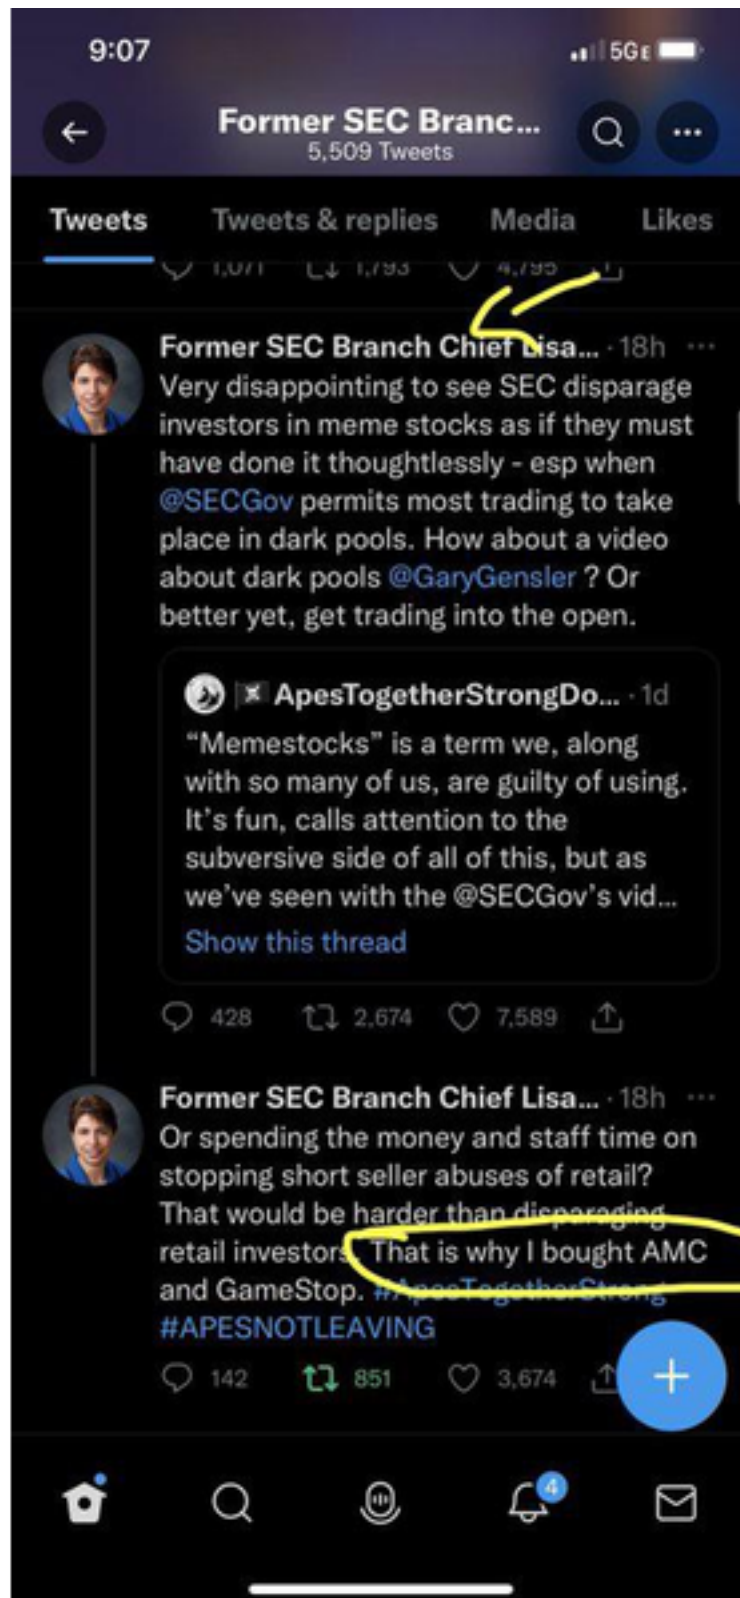 9:07
5GE
Former SEC Branc...
5,509 Tweets
Tweets Tweets & replies Media Likes
1,071 1,793 4,795
Former SEC Branch Chief Lisa... · 18h ...
Very disappointing to see SEC disparage
investors in meme stocks as if they must
have done it thoughtlessly - esp when
@SECGov permits most trading to take
place in dark pools. How about a video
about dark pools @GaryGensler ? Or
better yet, get trading into the open.
ApesTogetherStrongDo... · 1d
“Memestocks” is a term we, along
with so many of us, are guilty of using.
It’s fun, calls attention to the
subversive side of all of this, but as
we’ve seen with the @SECGov’s vid...
Show this thread
428 2,674 7,589
Former SEC Branch Chief Lisa... · 18h ...
Or spending the money and staff time on
stopping short seller abuses of retail?
That would be harder than disparaging
retail investors. That is why I bought AMC
and GameStop. #ApesTogetherStrong
#APESNOTLEAVING
142 851 3,674
4